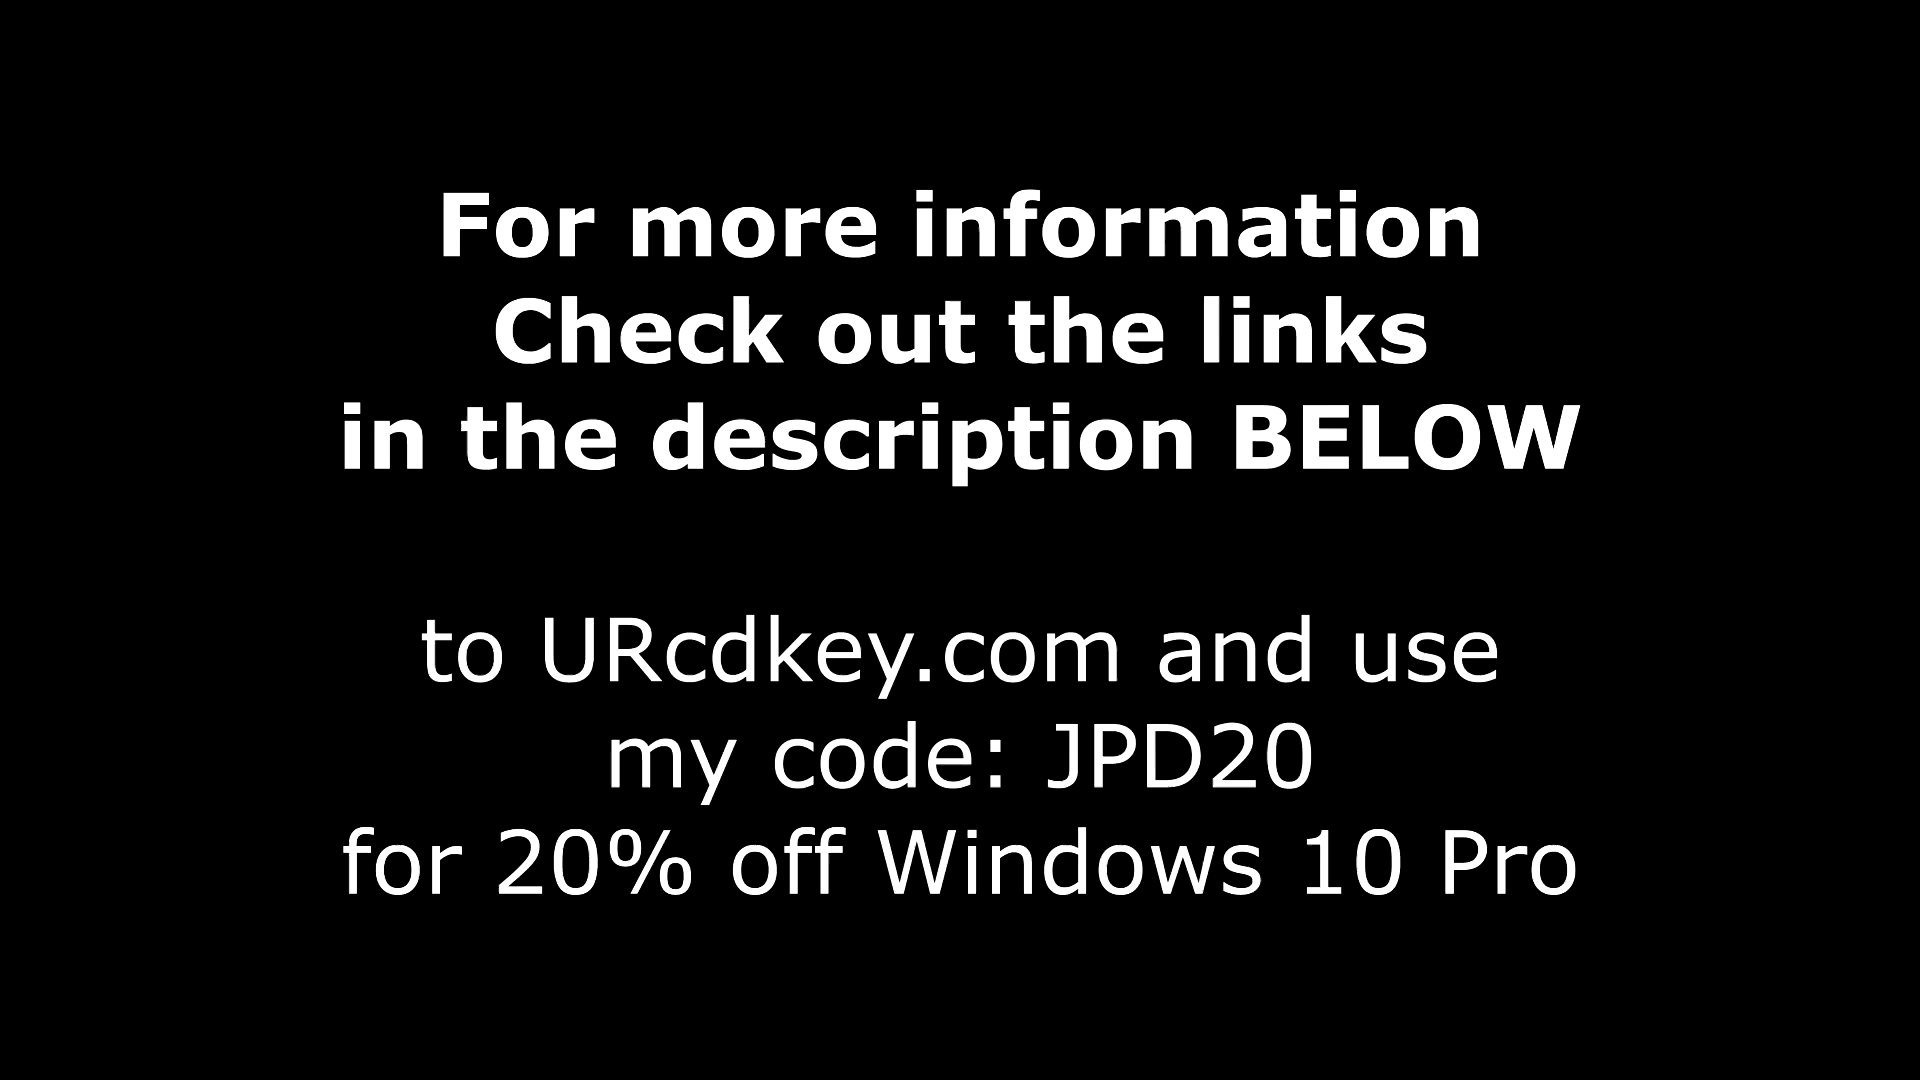 For more information
Check out the links
in the description BELOW
to URcdkey.com and use
my code: JPD20
for 20% off Windows 10 Pro